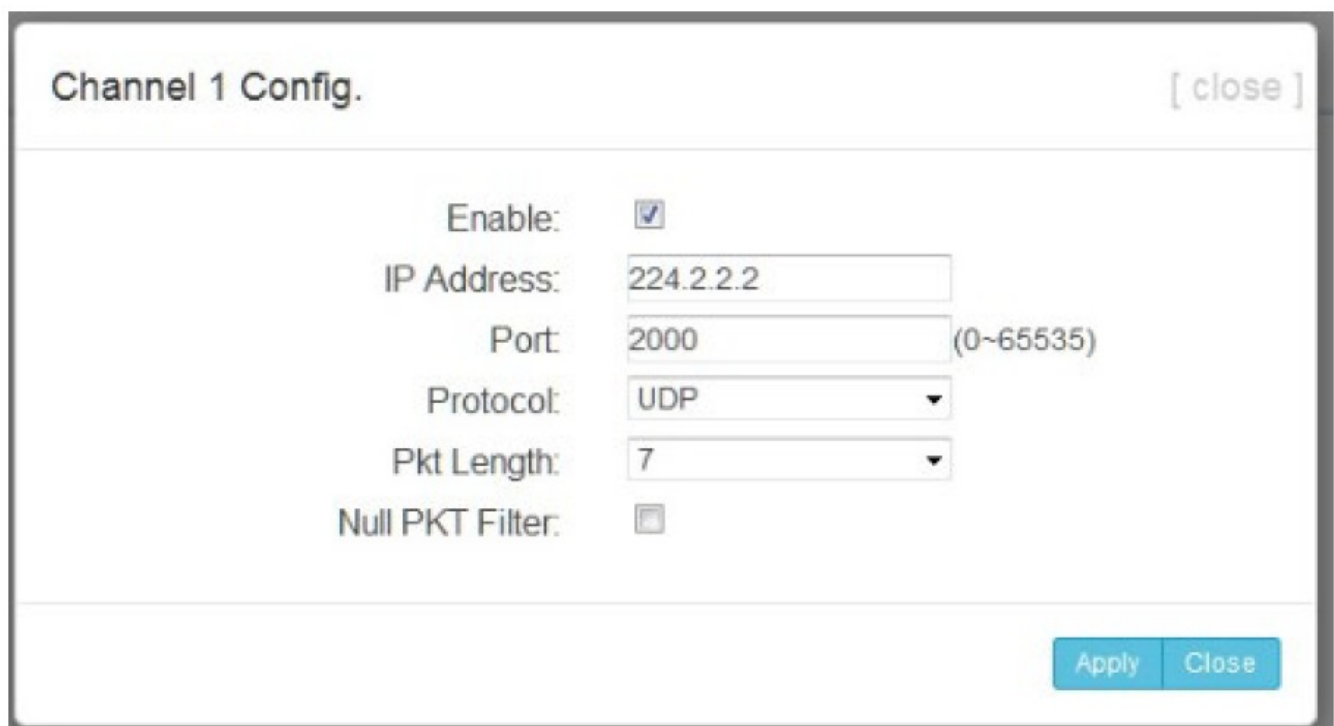 Channel 1 Config. [ close ]
Enable:
IP Address: 224.2.2.2
Port: 2000 (0~65535)
Protocol: UDP
Pkt Length: 7
Null PKT Filter:
Apply Close